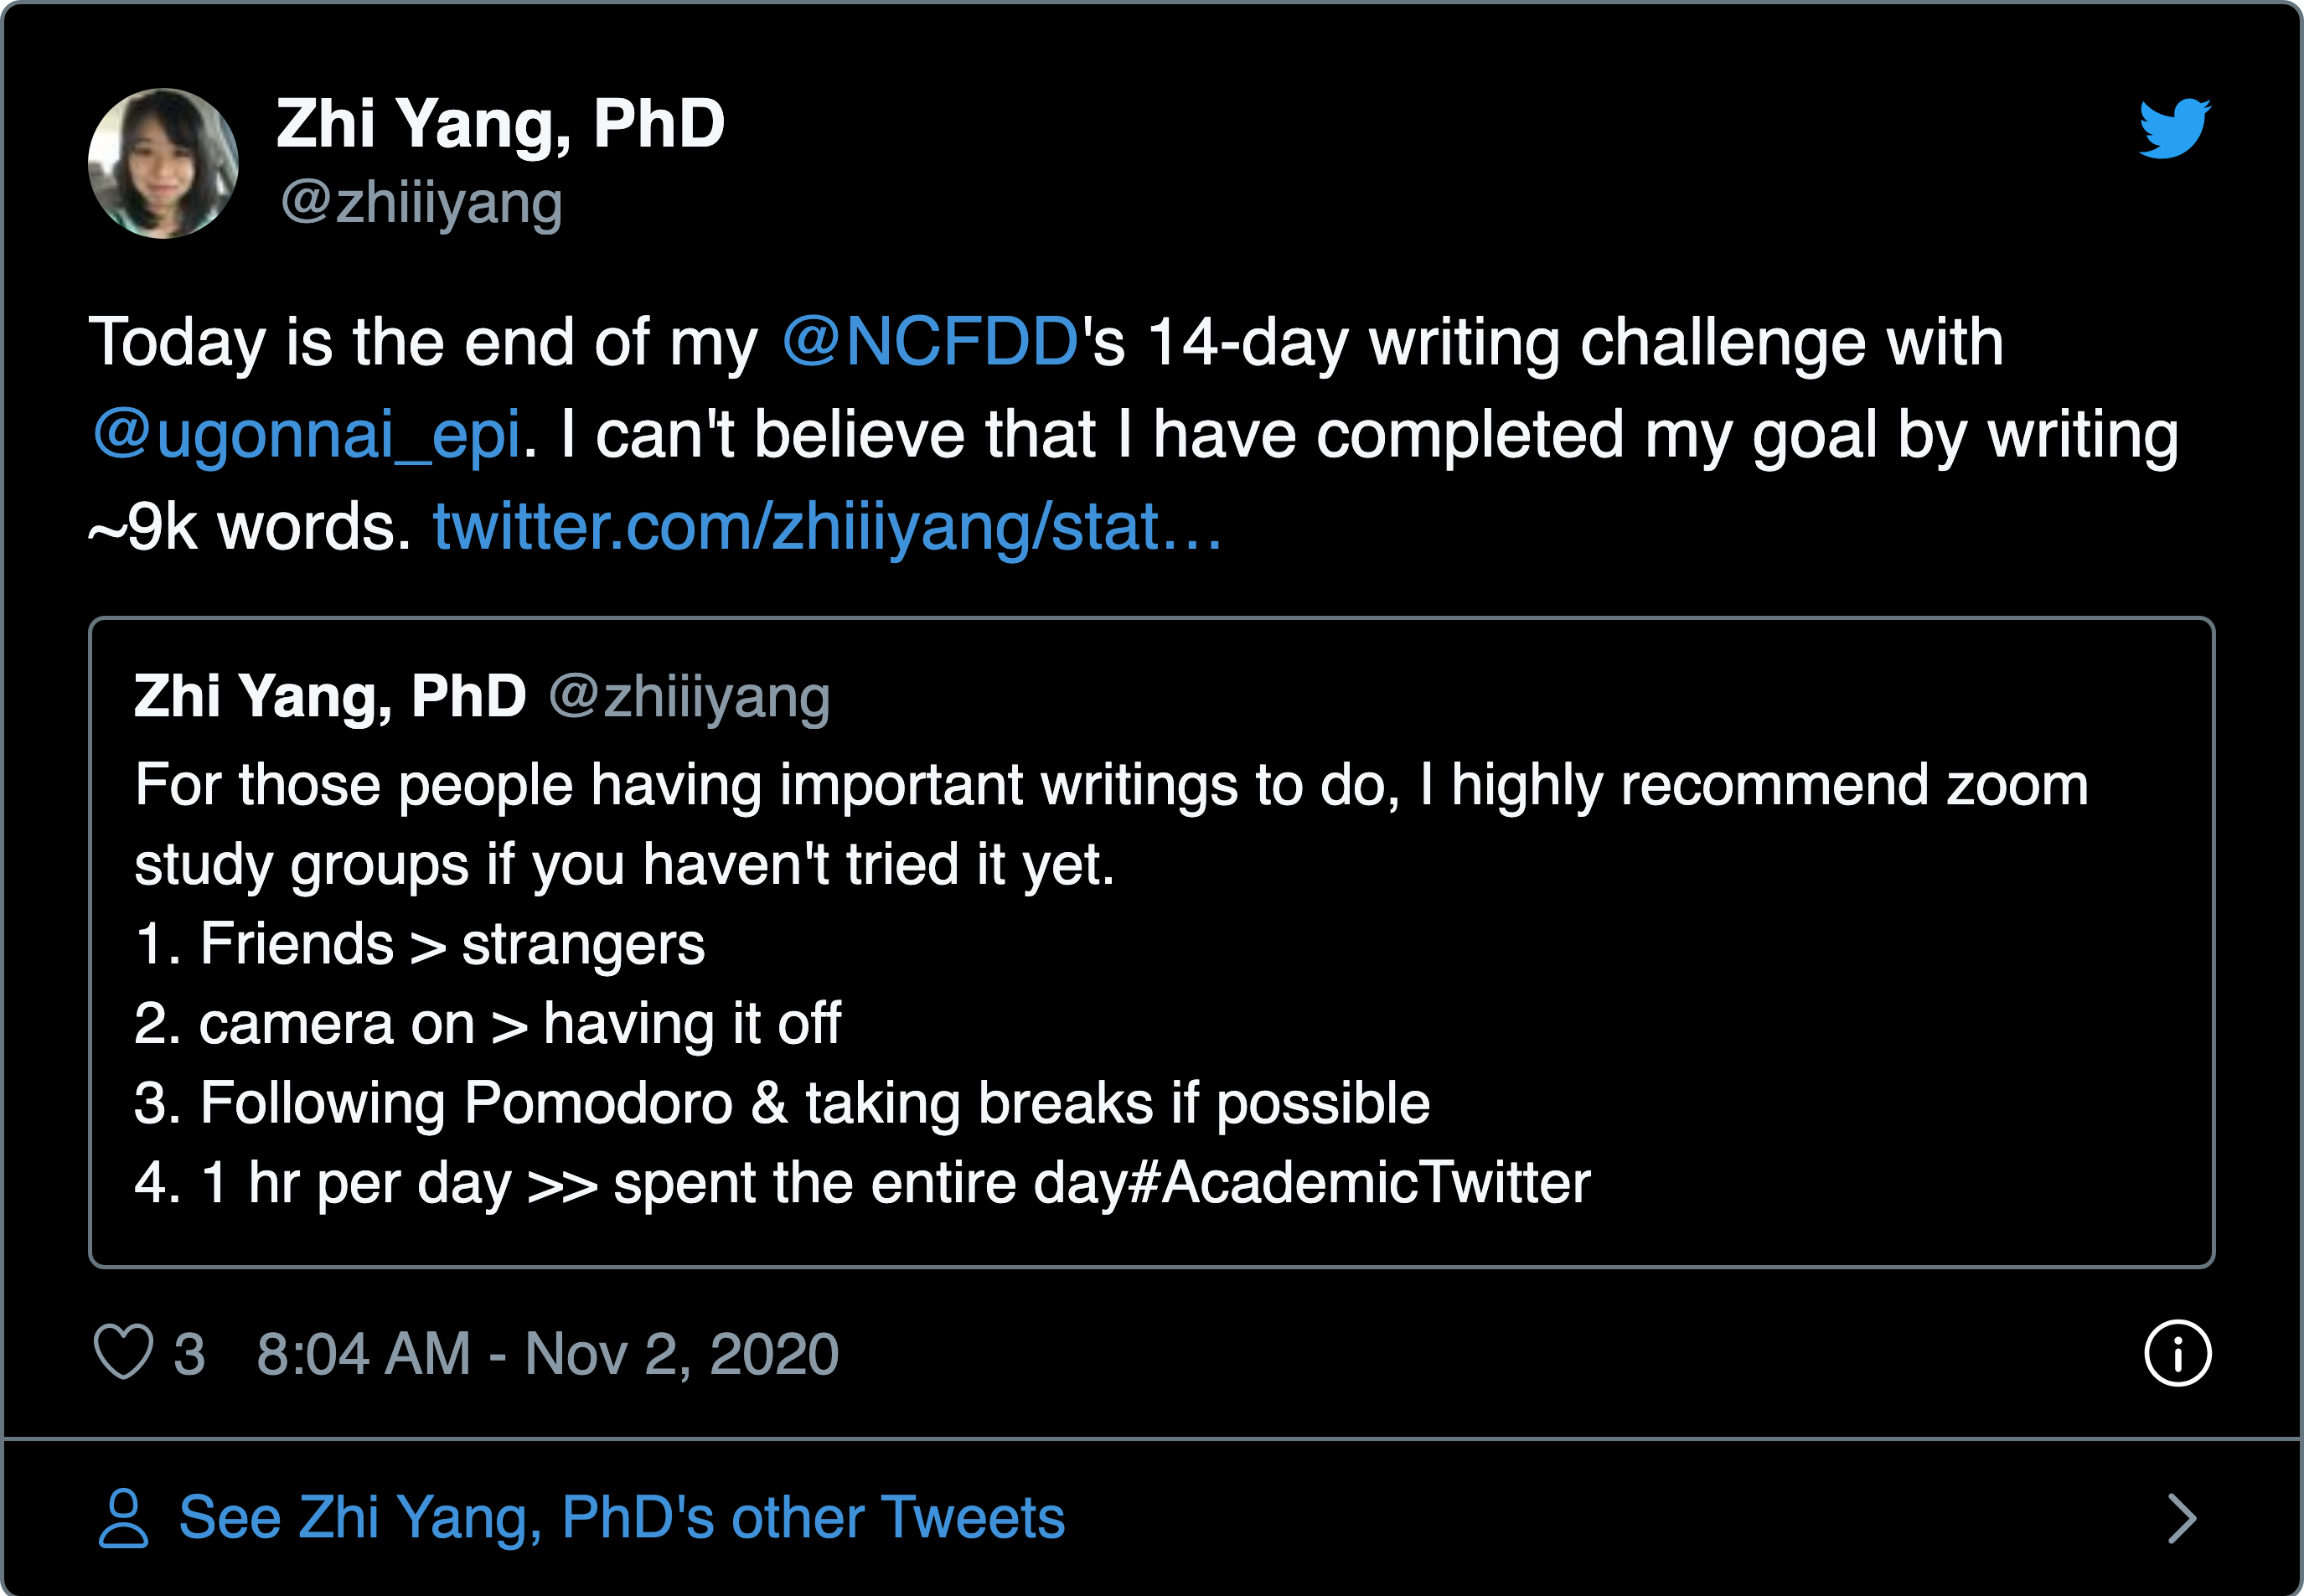 Zhi Yang, PhD
@zhiiiyang
Today is the end of my @NCFDD's 14-day writing challenge with
@ugonnai_epi. I can't believe that I have completed my goal by writing
~9k words. twitter.com/zhiiiyang/stat…
Zhi Yang, PhD @zhiiiyang
For those people having important writings to do, I highly recommend zoom
study groups if you haven't tried it yet.
1. Friends > strangers
2. camera on > having it off
3. Following Pomodoro & taking breaks if possible
4. 1 hr per day >> spent the entire day#AcademicTwitter
3 8:04 AM - Nov 2, 2020
See Zhi Yang, PhD's other Tweets